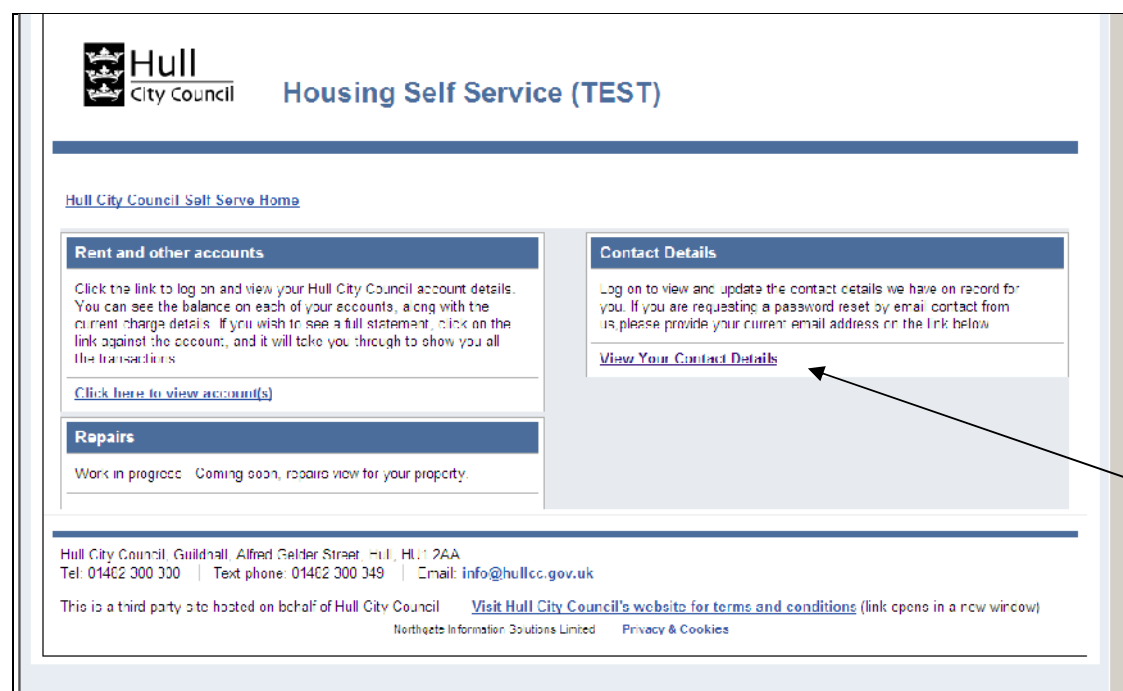 Hull
City Council
Housing Self Service (TEST)
Hull City Council Self Serve Home
Rent and other accounts
Click the link to log on and view your Hull City Council account details.
You can see the balance on each of your accounts, along with the
current charge details. If you wish to see a full statement, click on the
link against the account, and it will take you through to show you all
the transactions
Click here to view account(s)
Repairs
Work in progress Coming soon, repairs view for your property.
Contact Details
Log on to view and update the contact details we have on record for
you. If you are requesting a password reset by email contact from
us,please provide your current email address on the link below
View Your Contact Details
Hull City Council, Guildhall, Alfred Gelder Street, Hull, HU1 2AA
Tel: 01482 300 300 | Text phone: 01482 300 349 | Email: info@hullcc.gov.uk
This is a third party site hosted on behalf of Hull City Council Visit Hull City Council's website for terms and conditions (link opens in a new window)
Northgate Information Solutions Limited Privacy & Cookies